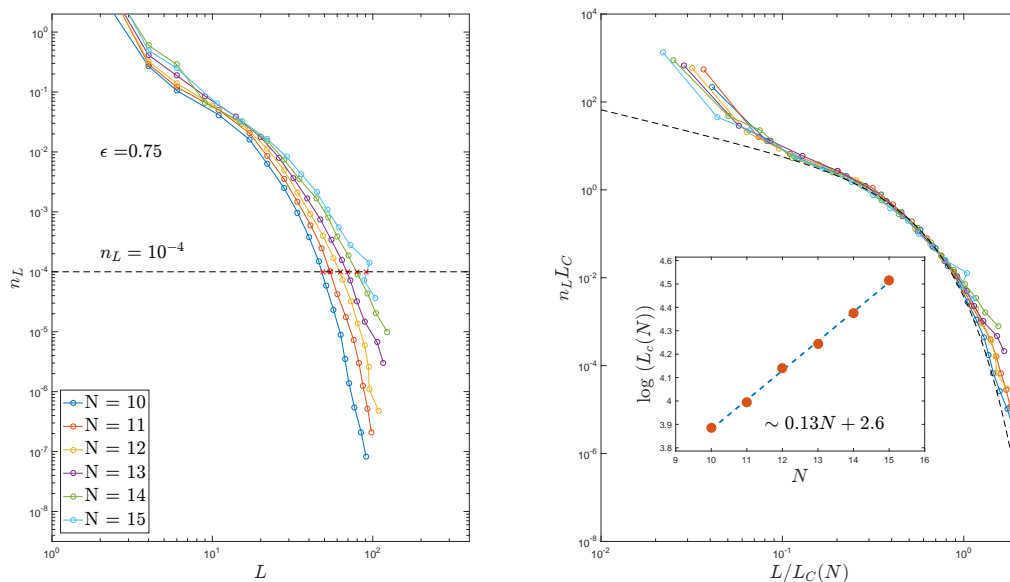 10^0
10^-1
10^-2
10^-3
10^-4
10^-5
10^-6
10^-7
10^-8
n_L
ϵ =0.75
n_L = 10^-4
N = 10
N = 11
N = 12
N = 13
N = 14
N = 15
10^0
10^1
10^2
L
10^4
10^2
10^0
10^-2
10^-4
10^-6
10^-8
n_L L_C
4.6
4.5
4.4
4.3
4.2
4.1
4
3.9
3.8
log (L_c(N))
∼ 0.13N + 2.6
9
10
11
12
13
14
15
16
N
10^-2
10^-1
10^0
L/L_C(N)